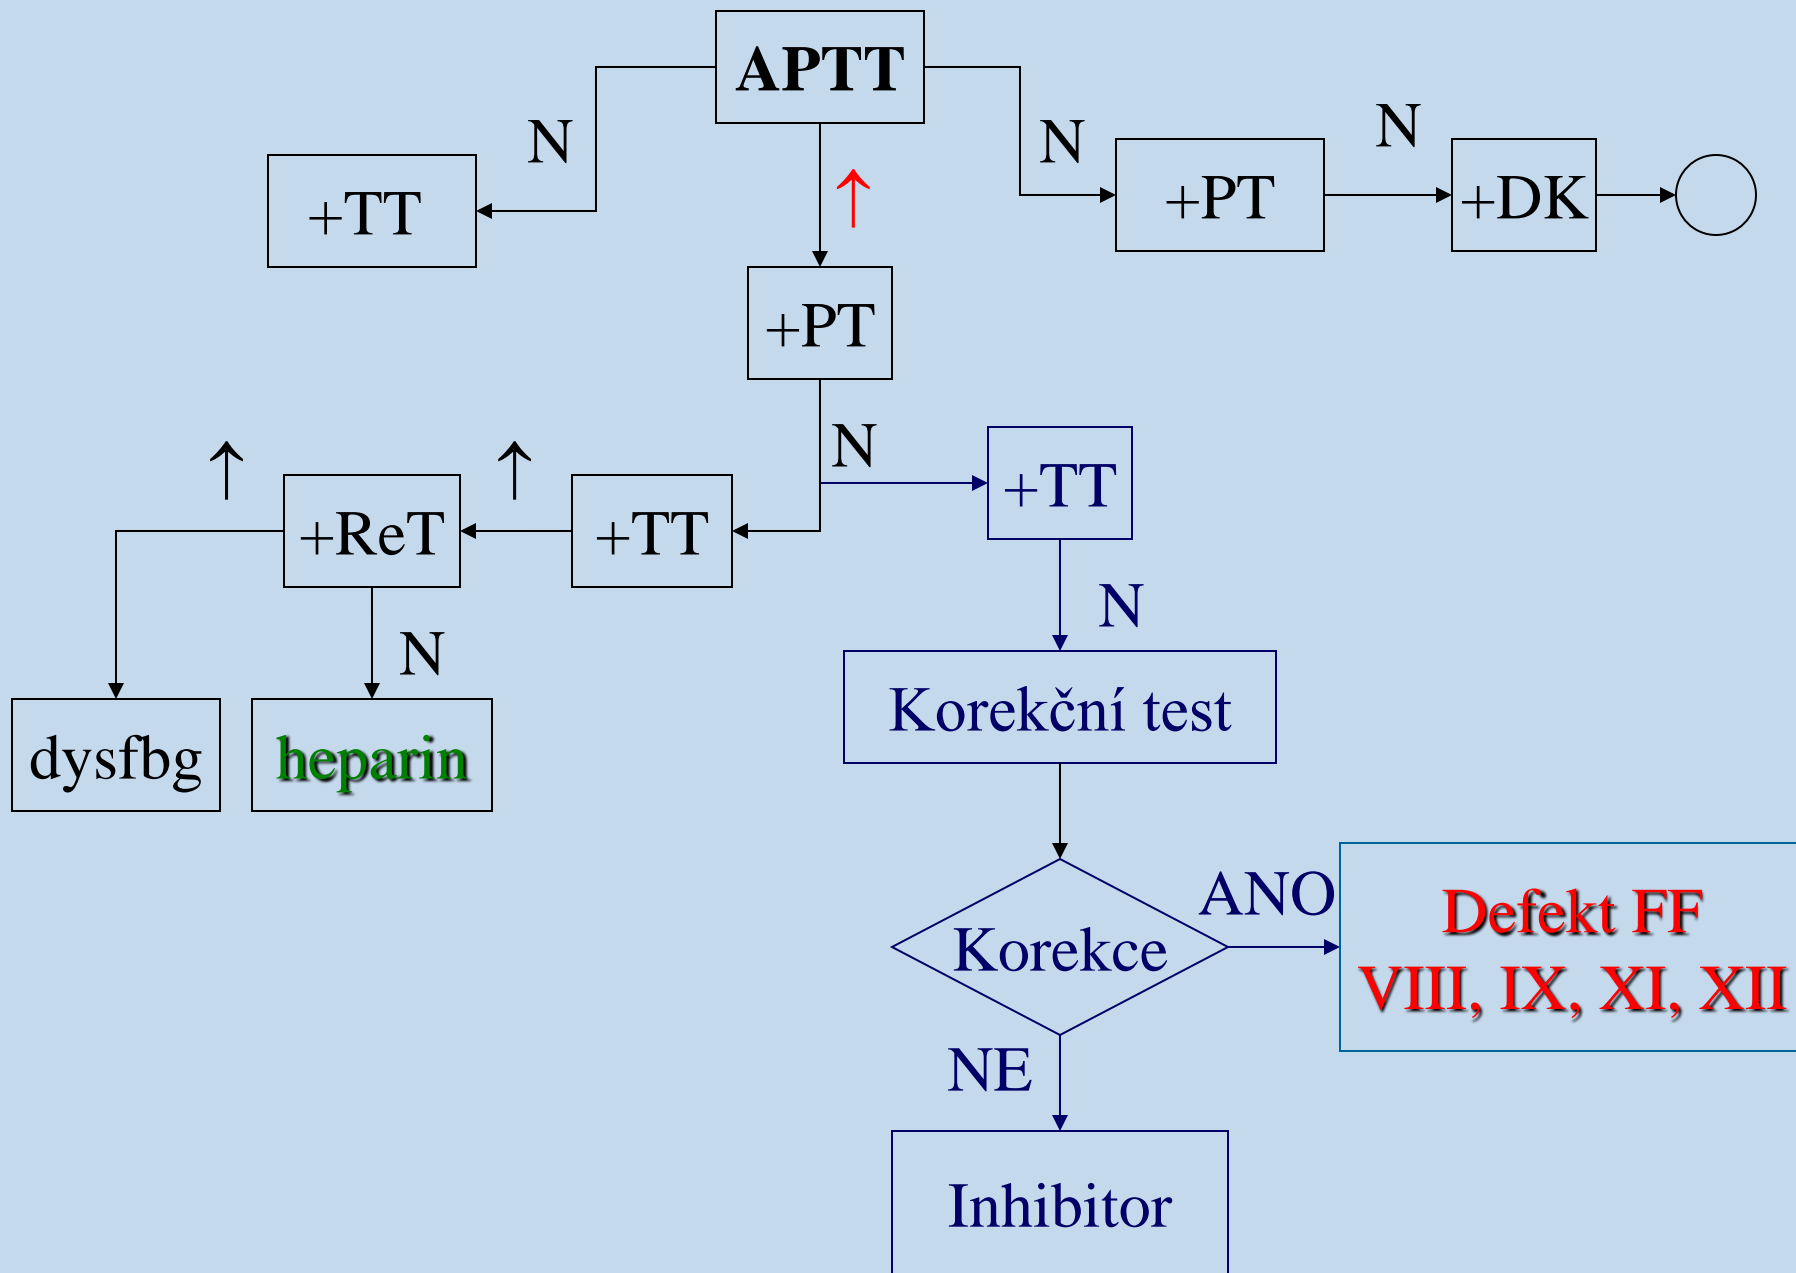 APTT
N
N
N
+TT
↑
+PT
+DK
+PT
N
↑
↑
+TT
+ReT
+TT
N
N
Korekční test
dysfbg
heparin
ANO
Defekt FF
VIII, IX, XI, XII
Korekce
NE
Inhibitor